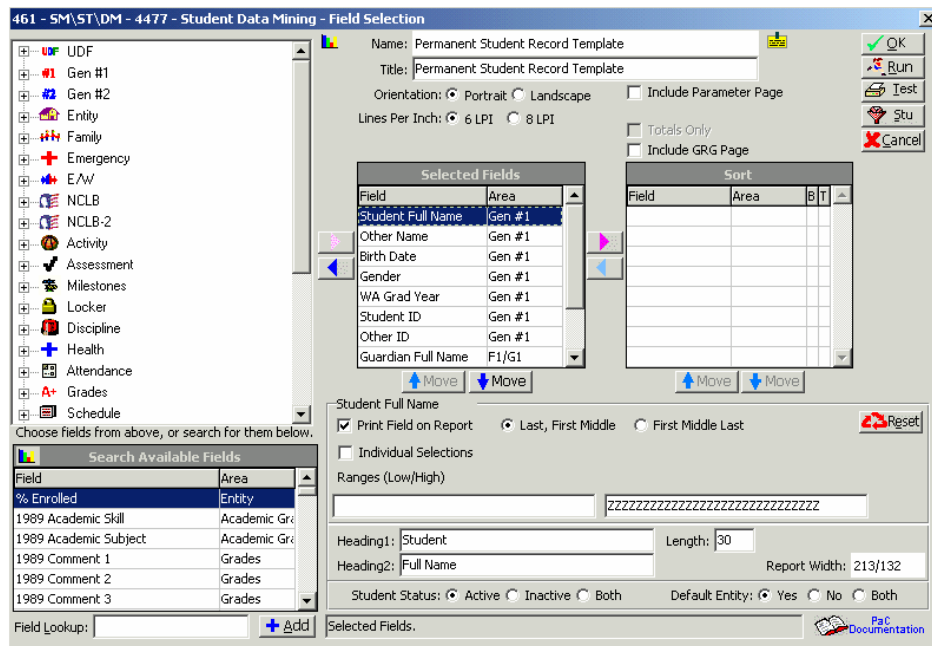 461 - SM\ST\DM - 4477 - Student Data Mining - Field Selection
UDF UDF
#1 Gen #1
#2 Gen #2
Entity
Family
Emergency
E/W
NCLB
NCLB-2
Activity
Assessment
Milestones
Locker
Discipline
Health
Attendance
A+ Grades
Schedule
Choose fields from above, or search for them below.
Search Available Fields
Field Area
% Enrolled Entity
1989 Academic Skill Academic Gra
1989 Academic Subject Academic Gra
1989 Comment 1 Grades
1989 Comment 2 Grades
1989 Comment 3 Grades
Field Lookup: Add
Name: Permanent Student Record Template
Title: Permanent Student Record Template
Orientation: Portrait Landscape
Include Parameter Page
Lines Per Inch: 6 LPI 8 LPI
Totals Only
Include GRG Page
OK
Run
Test
Stu
Cancel
Selected Fields
Field Area
Student Full Name Gen #1
Other Name Gen #1
Birth Date Gen #1
Gender Gen #1
WA Grad Year Gen #1
Student ID Gen #1
Other ID Gen #1
Guardian Full Name F1/G1
Move Move
Sort
Field Area B T
Move Move
Student Full Name
Print Field on Report Last, First Middle First Middle Last
Reset
Individual Selections
Ranges (Low/High)
ZZZZZZZZZZZZZZZZZZZZZZZZZZZZZZ
Heading1: Student Length: 30
Heading2: Full Name Report Width: 213/132
Student Status: Active Inactive Both Default Entity: Yes No Both
Selected Fields.
PaC
Documentation